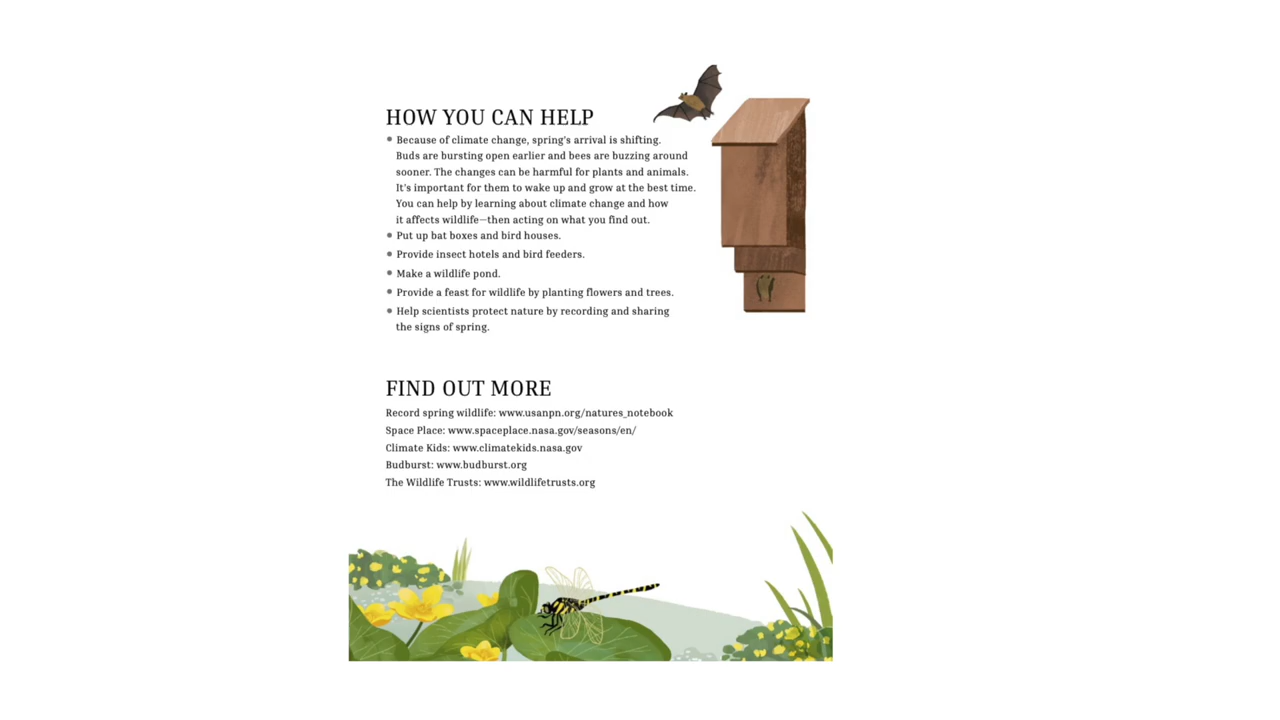 HOW YOU CAN HELP
• Because of climate change, spring's arrival is shifting.
Buds are bursting open earlier and bees are buzzing around
sooner. The changes can be harmful for plants and animals.
It's important for them to wake up and grow at the best time.
You can help by learning about climate change and how
it affects wildlife—then acting on what you find out.
• Put up bat boxes and bird houses.
• Provide insect hotels and bird feeders.
• Make a wildlife pond.
• Provide a feast for wildlife by planting flowers and trees.
• Help scientists protect nature by recording and sharing
the signs of spring.
FIND OUT MORE
Record spring wildlife: www.usanpn.org/natures_notebook
Space Place: www.spaceplace.nasa.gov/seasons/en/
Climate Kids: www.climatekids.nasa.gov
Budburst: www.budburst.org
The Wildlife Trusts: www.wildlifetrusts.org